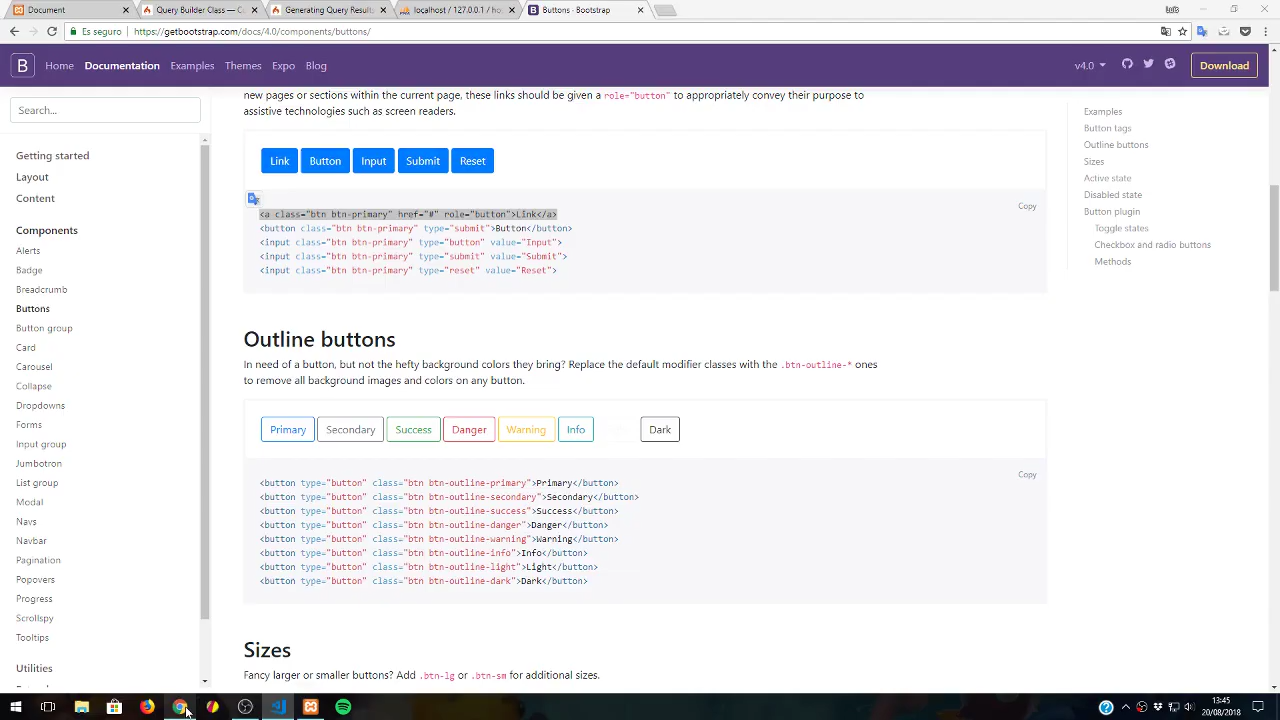 Document
Query Builder Class — Co
Generating Query Results
localhost / 127.0.0.1 / ho
Buttons · Bootstrap
Es seguro
https://getbootstrap.com/docs/4.0/components/buttons/
B
Home
Documentation
Examples
Themes
Expo
Blog
v4.0
Download
Search...
Getting started
Layout
Content
Components
Alerts
Badge
Breadcrumb
Buttons
Button group
Card
Carousel
Collapse
Dropdowns
Forms
Input group
Jumbotron
List group
Modal
Navs
Navbar
Pagination
Popovers
Progress
Scrollspy
Tooltips
Utilities
new pages or sections within the current page, these links should be given a role="button" to appropriately convey their purpose to
assistive technologies such as screen readers.
Link
Button
Input
Submit
Reset
Copy
<a class="btn btn-primary" href="#" role="button">Link</a>
<button class="btn btn-primary" type="submit">Button</button>
<input class="btn btn-primary" type="button" value="Input">
<input class="btn btn-primary" type="submit" value="Submit">
<input class="btn btn-primary" type="reset" value="Reset">
Outline buttons
In need of a button, but not the hefty background colors they bring? Replace the default modifier classes with the .btn-outline-* ones
to remove all background images and colors on any button.
Primary
Secondary
Success
Danger
Warning
Info
Dark
Copy
<button type="button" class="btn btn-outline-primary">Primary</button>
<button type="button" class="btn btn-outline-secondary">Secondary</button>
<button type="button" class="btn btn-outline-success">Success</button>
<button type="button" class="btn btn-outline-danger">Danger</button>
<button type="button" class="btn btn-outline-warning">Warning</button>
<button type="button" class="btn btn-outline-info">Info</button>
<button type="button" class="btn btn-outline-light">Light</button>
<button type="button" class="btn btn-outline-dark">Dark</button>
Sizes
Fancy larger or smaller buttons? Add .btn-lg or .btn-sm for additional sizes.
Examples
Button tags
Outline buttons
Sizes
Active state
Disabled state
Button plugin
Toggle states
Checkbox and radio buttons
Methods
13:45
20/08/2018